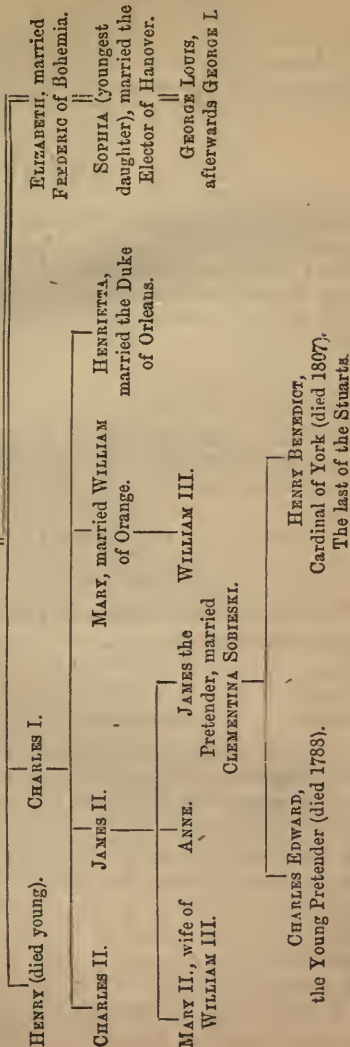 HENRY (died young).
CHARLES I.
ELIZABETH, married
FREDERIC of Bohemia.
CHARLES II.
JAMES II.
MARY, married WILLIAM
of Orange.
HENRIETTA,
married the Duke
of Orleans.
SOPHIA (youngest
daughter), married the
Elector of Hanover.
MARY II., wife of
WILLIAM III.
ANNE.
JAMES the
Pretender, married
CLEMENTINA SOBIESKI.
WILLIAM III.
GEORGE LOUIS,
afterwards GEORGE I.
CHARLES EDWARD,
the Young Pretender (died 1788).
HENRY BENEDICT,
Cardinal of York (died 1807).
The last of the Stuarts.